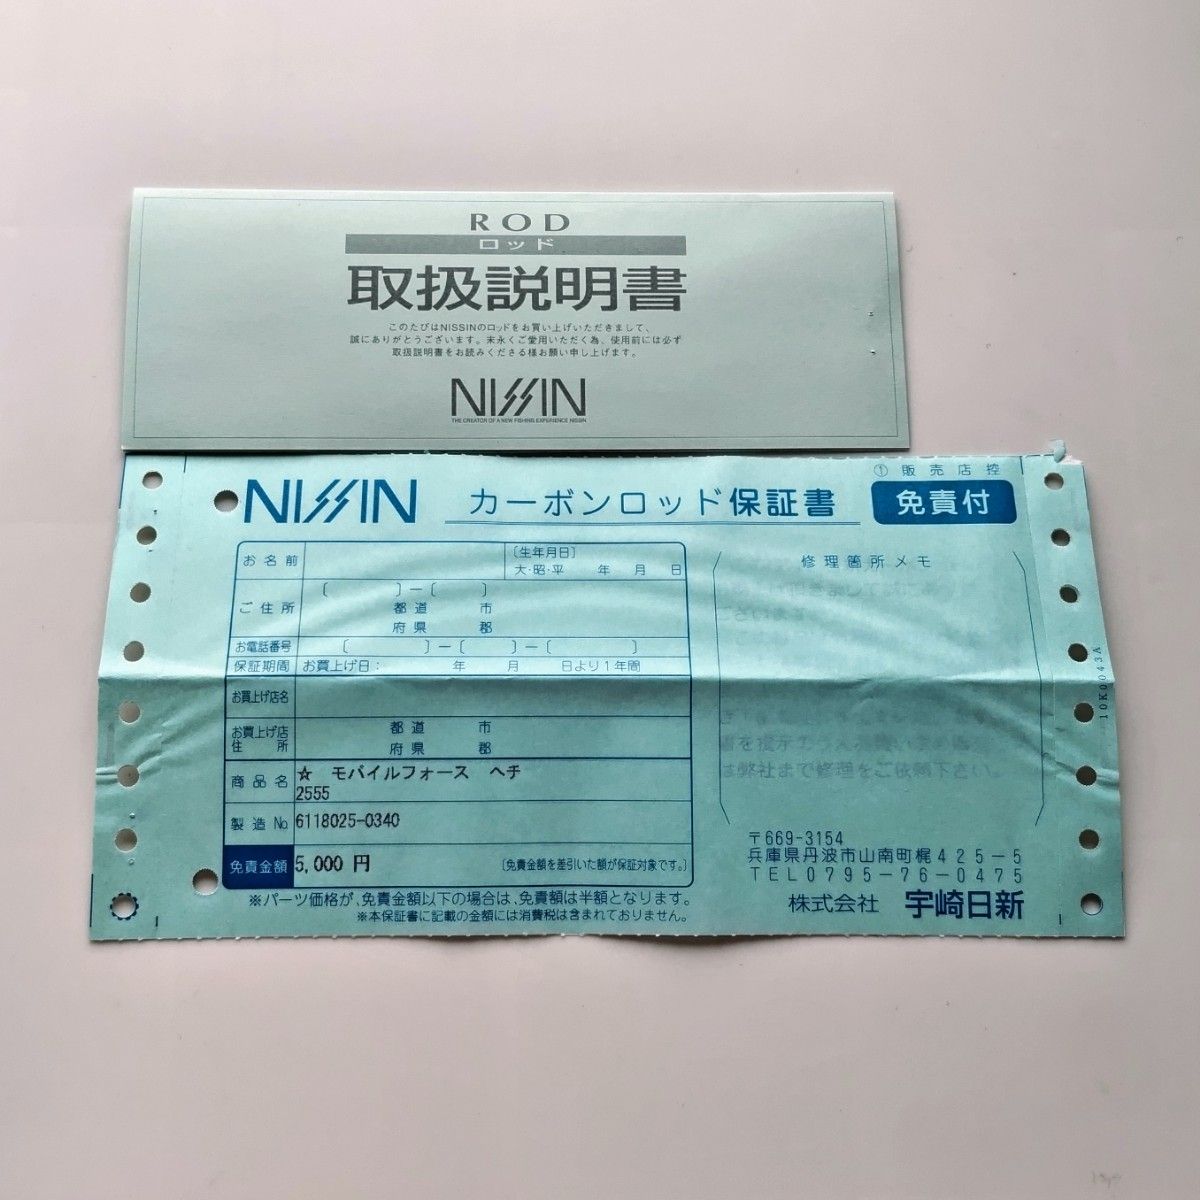 ROD
ロッド
取扱説明書
このたびはNISSINのロッドをお買い上げいただきまして、
誠にありがとうございます。末永くご愛用いただく為、使用前には必ず
取扱説明書をお読みくださる様お願い申し上げます。
NISSIN
THE CREATOR OF A NEW FISHING EXPERIENCE NISSIN
① 販売店控
NISSIN カーボンロッド保証書 免責付
お名前 〔生年月日〕
大・昭・平 年 月 日
ご住所 〔 〕－〔 〕
都道 市
府県 郡
お電話番号 〔 〕－〔 〕－〔 〕
保証期間 お買上げ日： 年 月 日より1年間
お買上げ店名
お買上げ店
住所
都道 市
府県 郡
商品名 ☆ モバイルフォース ヘチ
2555
製造No 6118025-0340
免責金額 5,000 円 〔免責金額を差引いた額が保証対象です。〕
※パーツ価格が、免責金額以下の場合は、免責額は半額となります。
※本保証書に記載の金額には消費税は含まれておりません。
修理箇所メモ
は弊社まで修理をご依頼下さい。
〒669-3154
兵庫県丹波市山南町梶425-5
TEL0795-76-0475
株式会社 宇崎日新
10K0043A